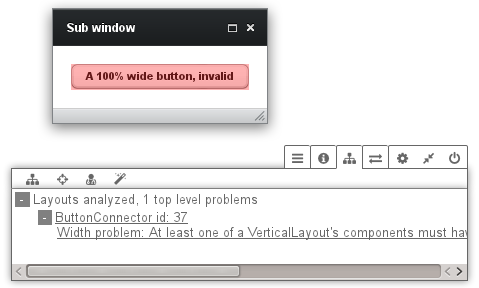 Sub window
A 100% wide button, invalid
Layouts analyzed, 1 top level problems
ButtonConnector id: 37
Width problem: At least one of a VerticalLayout's components must hav